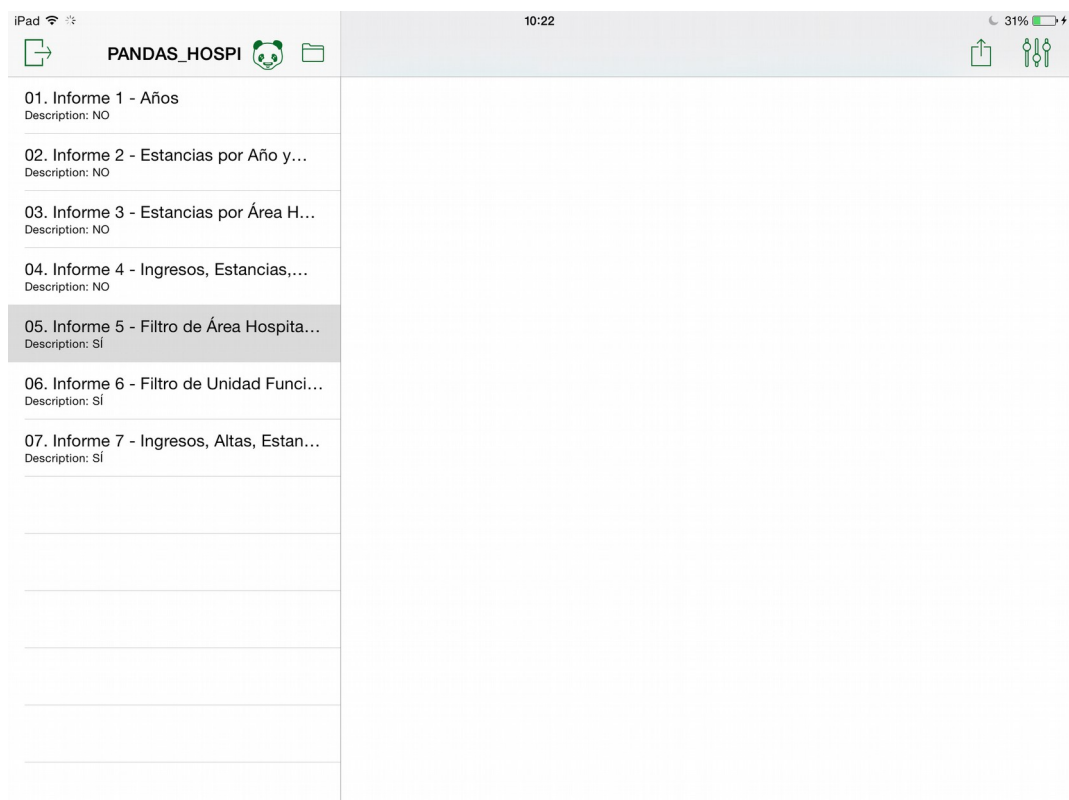 iPad
10:22
31%
PANDAS_HOSPI
01. Informe 1 - Años
Description: NO
02. Informe 2 - Estancias por Año y…
Description: NO
03. Informe 3 - Estancias por Área H…
Description: NO
04. Informe 4 - Ingresos, Estancias,…
Description: NO
05. Informe 5 - Filtro de Área Hospita…
Description: SÍ
06. Informe 6 - Filtro de Unidad Funci…
Description: SÍ
07. Informe 7 - Ingresos, Altas, Estan…
Description: SÍ